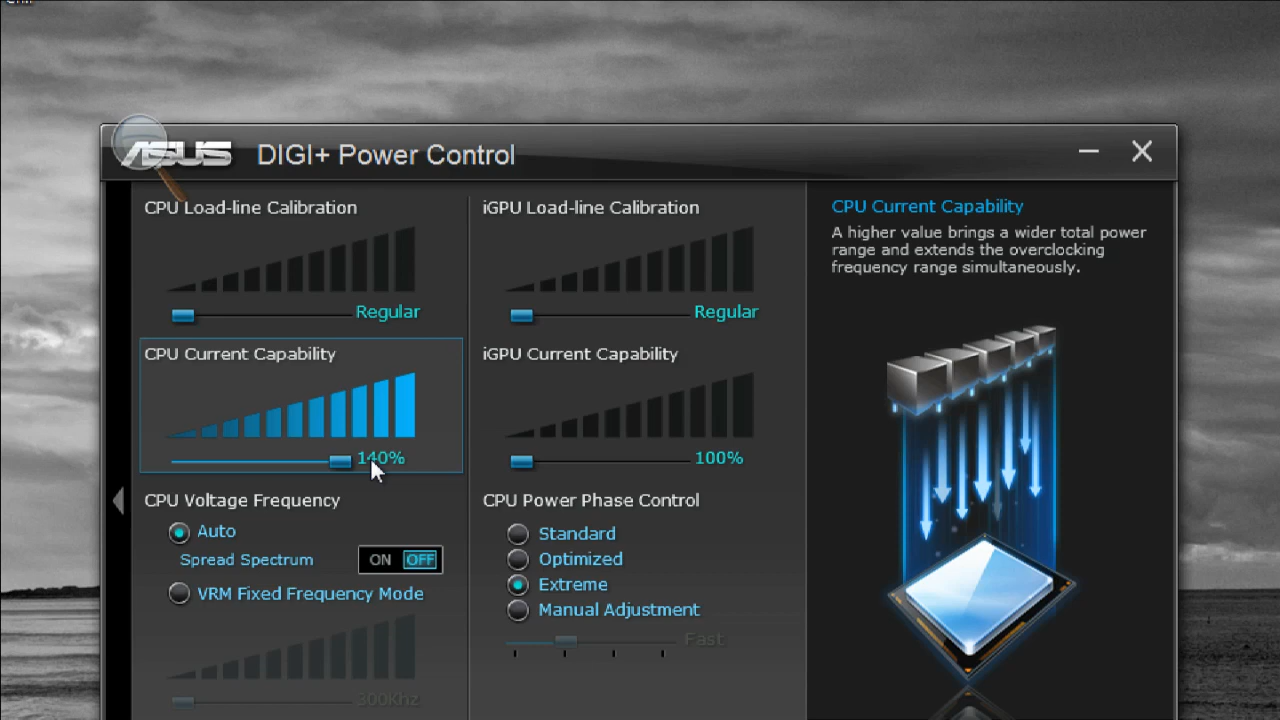 ASUS DIGI+ Power Control
CPU Load-line Calibration
Regular
iGPU Load-line Calibration
Regular
CPU Current Capability
140%
iGPU Current Capability
100%
CPU Voltage Frequency
Auto
Spread Spectrum ON OFF
VRM Fixed Frequency Mode
300Khz
CPU Power Phase Control
Standard
Optimized
Extreme
Manual Adjustment
Fast
CPU Current Capability
A higher value brings a wider total power
range and extends the overclocking
frequency range simultaneously.